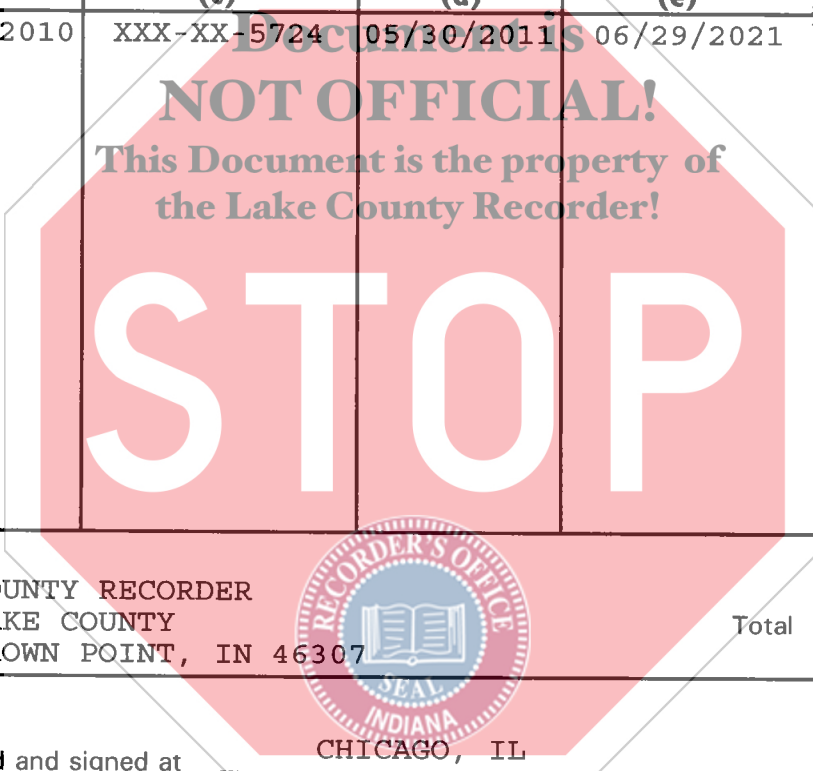 (c) (d) (e)
2010 XXX-XX-5724 05/30/2011 06/29/2021
Document is
NOT OFFICIAL!
This Document is the property of
the Lake County Recorder!
STOP
UNTY RECORDER
KE COUNTY
OWN POINT, IN 46307
Total
RECORDER'S OFFICE
SEAL
INDIANA
CHICAGO, IL
and signed at